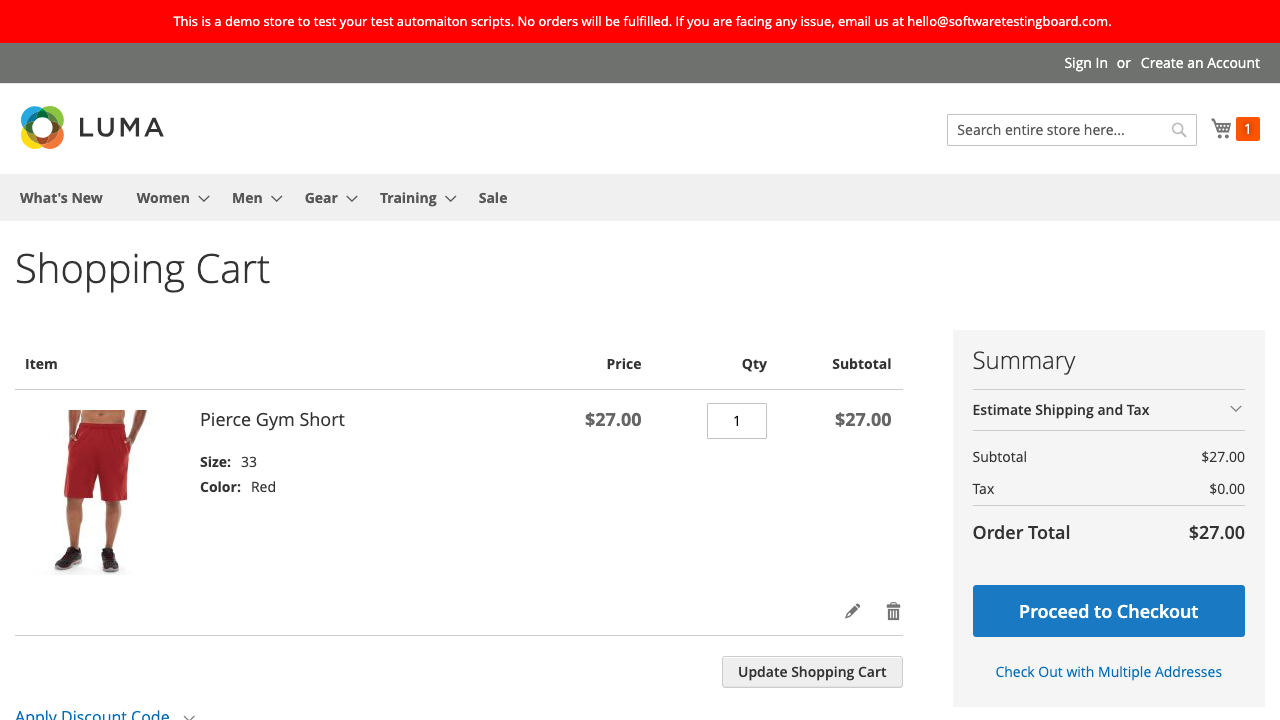 This is a demo store to test your test automaiton scripts. No orders will be fulfilled. If you are facing any issue, email us at hello@softwaretestingboard.com.
Sign In or Create an Account
LUMA
Search entire store here...
1
What's New Women Men Gear Training Sale
Shopping Cart
Item Price Qty Subtotal
Pierce Gym Short $27.00 1 $27.00
Size: 33
Color: Red
Update Shopping Cart
Apply Discount Code
Summary
Estimate Shipping and Tax
Subtotal $27.00
Tax $0.00
Order Total $27.00
Proceed to Checkout
Check Out with Multiple Addresses